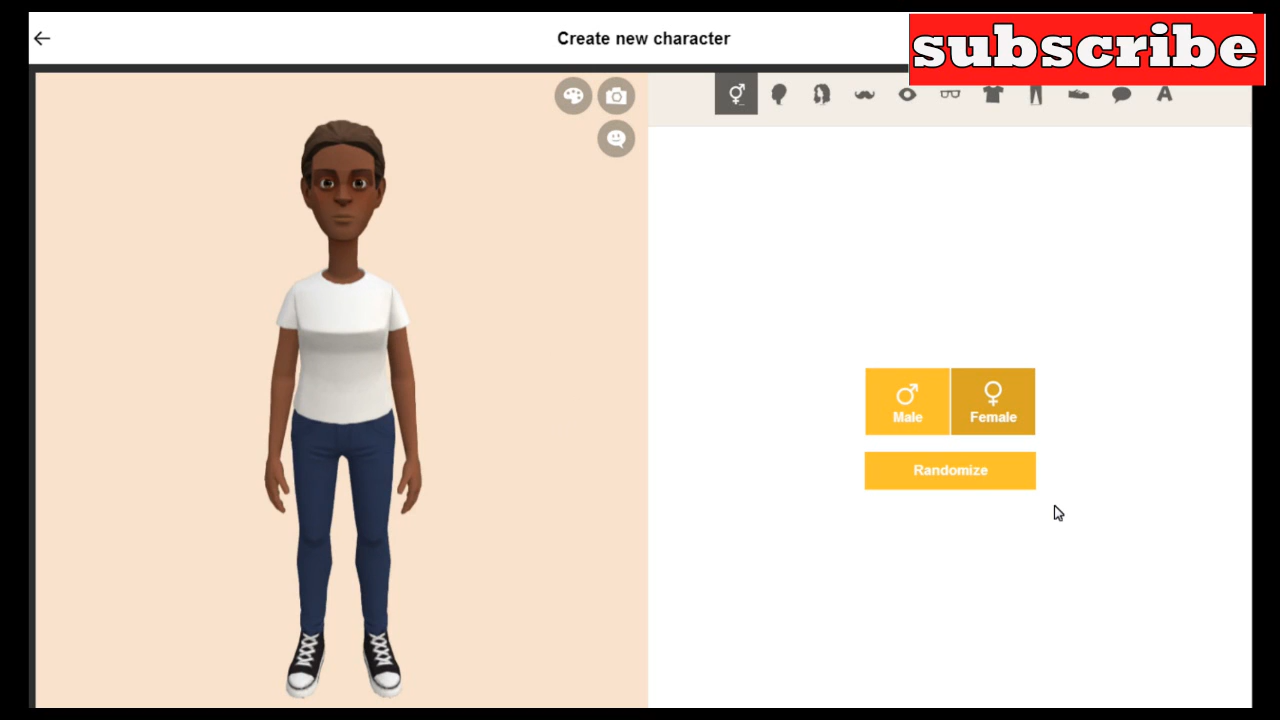 Create new character
subscribe
A
Male
Female
Randomize